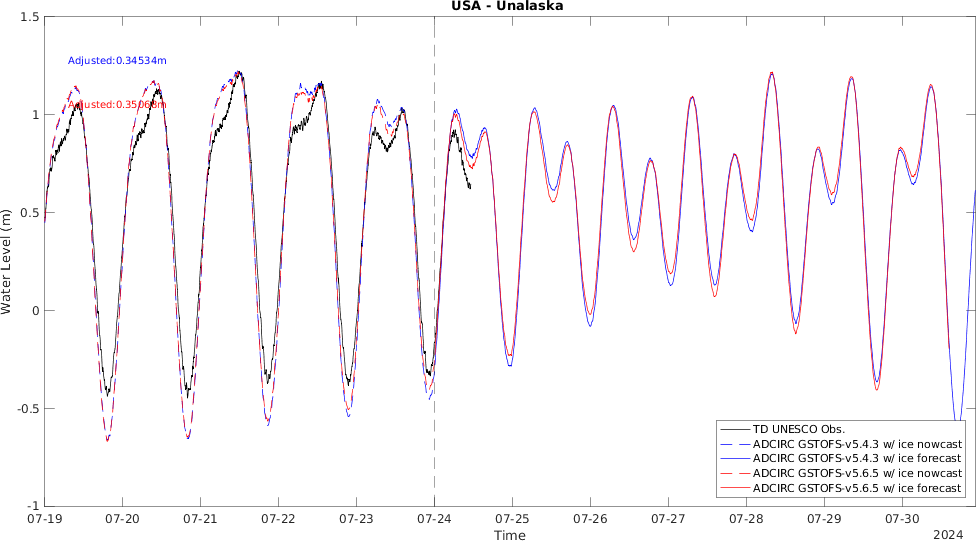 USA - Unalaska
1.5
Adjusted:0.34534m
Adjusted:0.35068m
1
0.5
0
-0.5
-1
Water Level (m)
TD UNESCO Obs.
ADCIRC GSTOFS-v5.4.3 w/ ice nowcast
ADCIRC GSTOFS-v5.4.3 w/ ice forecast
ADCIRC GSTOFS-v5.6.5 w/ ice nowcast
ADCIRC GSTOFS-v5.6.5 w/ ice forecast
07-19 07-20 07-21 07-22 07-23 07-24 07-25 07-26 07-27 07-28 07-29 07-30
Time
2024